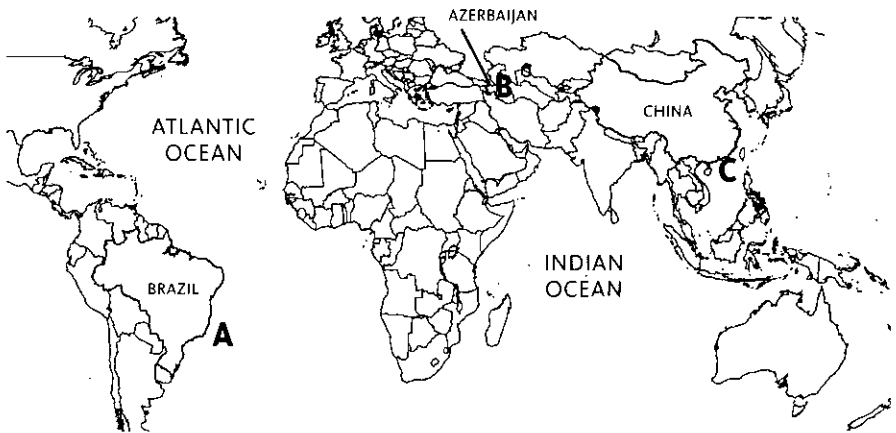 AZERBAIJAN
B
CHINA
ATLANTIC
OCEAN
C
INDIAN
OCEAN
BRAZIL
A